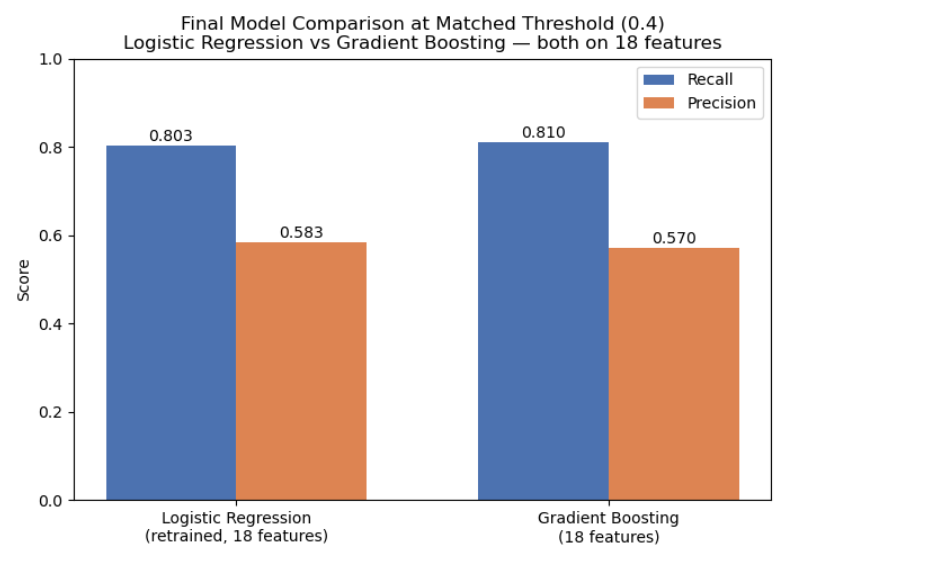 Final Model Comparison at Matched Threshold (0.4)
Logistic Regression vs Gradient Boosting — both on 18 features
1.0
Recall
Precision
0.803
0.810
0.8
0.583
0.570
0.6
Score
0.4
0.2
0.0
Logistic Regression
(retrained, 18 features)
Gradient Boosting
(18 features)